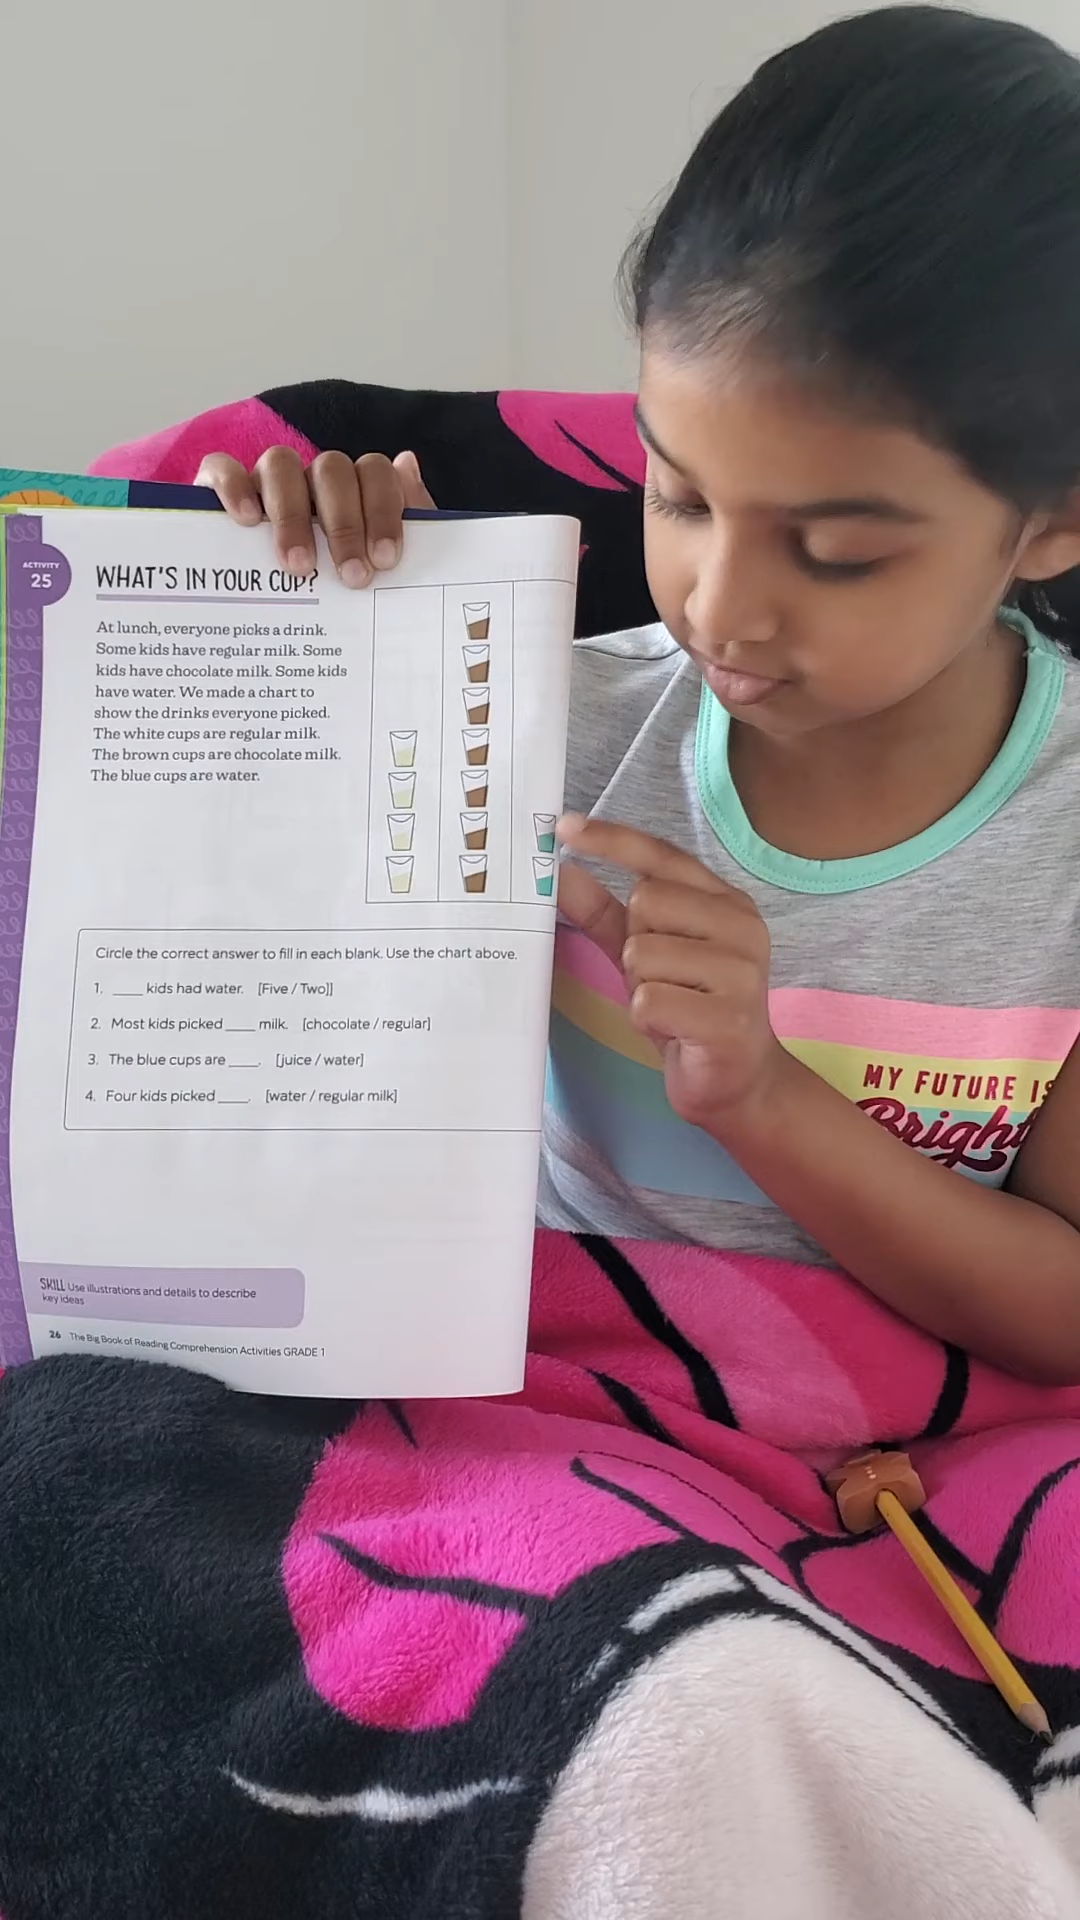 ACTIVITY
25
WHAT'S IN YOUR CUP?
At lunch, everyone picks a drink.
Some kids have regular milk. Some
kids have chocolate milk. Some kids
have water. We made a chart to
show the drinks everyone picked.
The white cups are regular milk.
The brown cups are chocolate milk.
The blue cups are water.
Circle the correct answer to fill in each blank. Use the chart above.
1. ____ kids had water. [Five / Two]]
2. Most kids picked ____ milk. [chocolate / regular]
3. The blue cups are ____. [juice / water]
4. Four kids picked ____. [water / regular milk]
SKILL Use illustrations and details to describe
key ideas
26 The Big Book of Reading Comprehension Activities GRADE 1
MY FUTURE IS
Bright